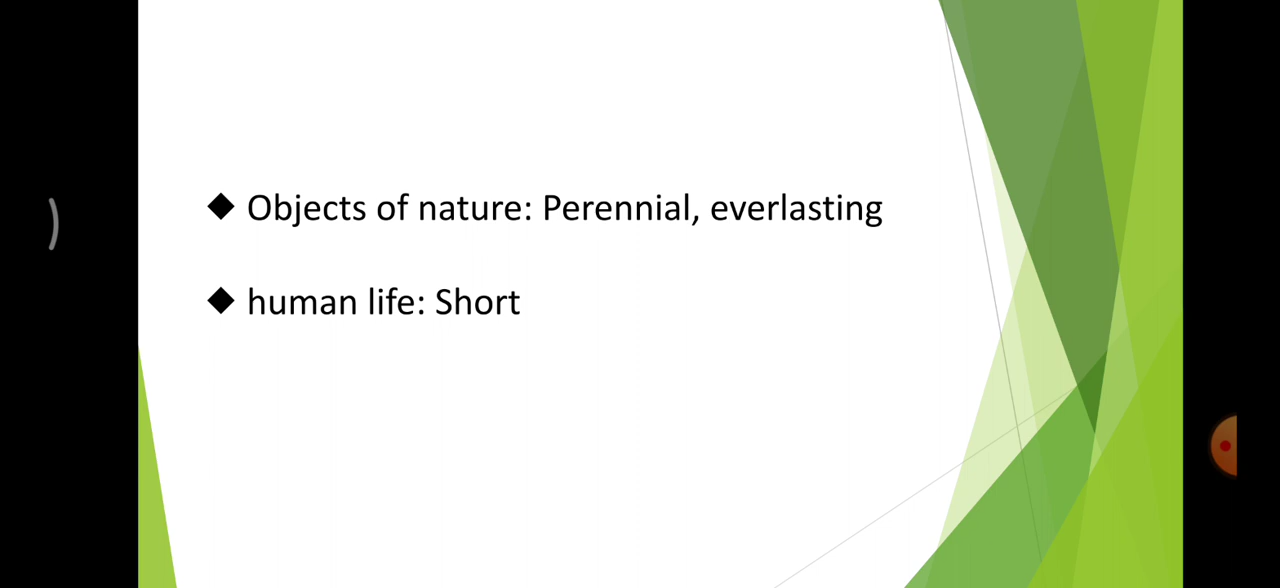 ◆ Objects of nature: Perennial, everlasting
◆ human life: Short